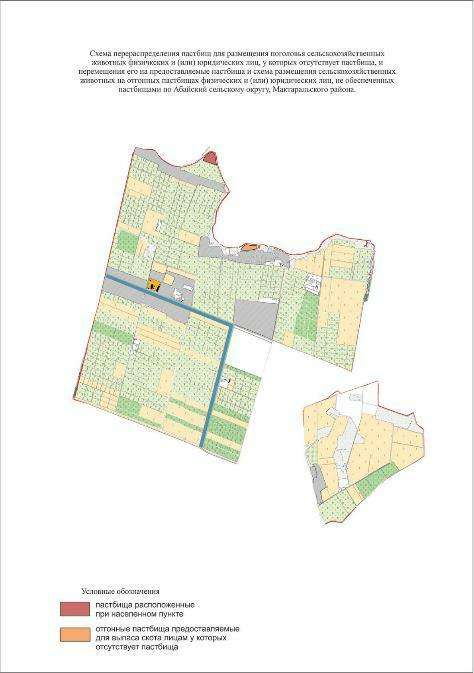 Схема перераспределения пастбищ для размещения поголовья сельскохозяйственных
животных физических и (или) юридических лиц, у которых отсутствует пастбища, и
перемещения его на предоставляемые пастбища и схема размещения сельскохозяйственных
животных на отгонных пастбищах физических и (или) юридических лиц, не обеспеченных
пастбищами по Абайский сельскому округу, Мактаральского района.
Условные обозначения
пастбища расположенные
при населенном пункте
отгонные пастбища предоставляемые
для выпаса скота лицам у которых
отсутствует пастбища